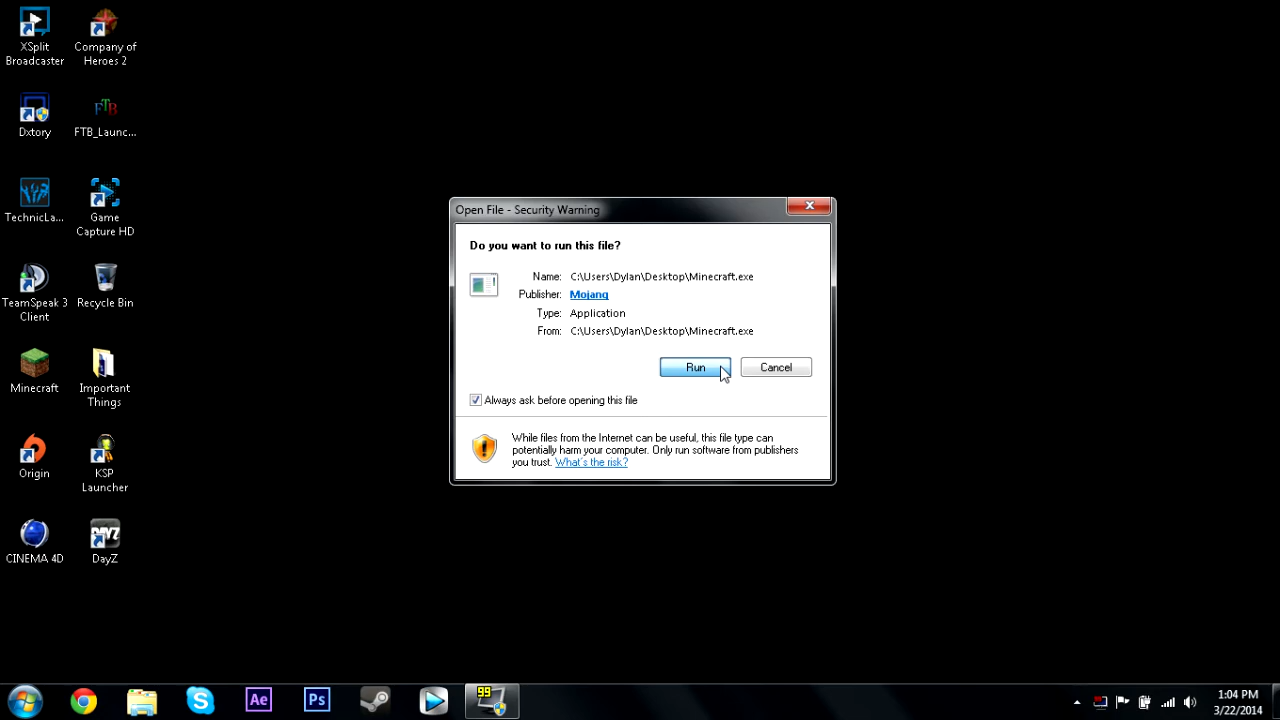 XSplit
Broadcaster
Company of
Heroes 2
Dxtory
FTB_Launc...
TechnicLa...
Game
Capture HD
TeamSpeak 3
Client
Recycle Bin
Minecraft
Important
Things
Origin
KSP
Launcher
CINEMA 4D
DAYZ
DayZ
Open File - Security Warning
Do you want to run this file?
Name: C:\Users\Dylan\Desktop\Minecraft.exe
Publisher: Mojang
Type: Application
From: C:\Users\Dylan\Desktop\Minecraft.exe
Run
Cancel
Always ask before opening this file
While files from the Internet can be useful, this file type can
potentially harm your computer. Only run software from publishers
you trust. What's the risk?
Ae
Ps
99
1:04 PM
3/22/2014